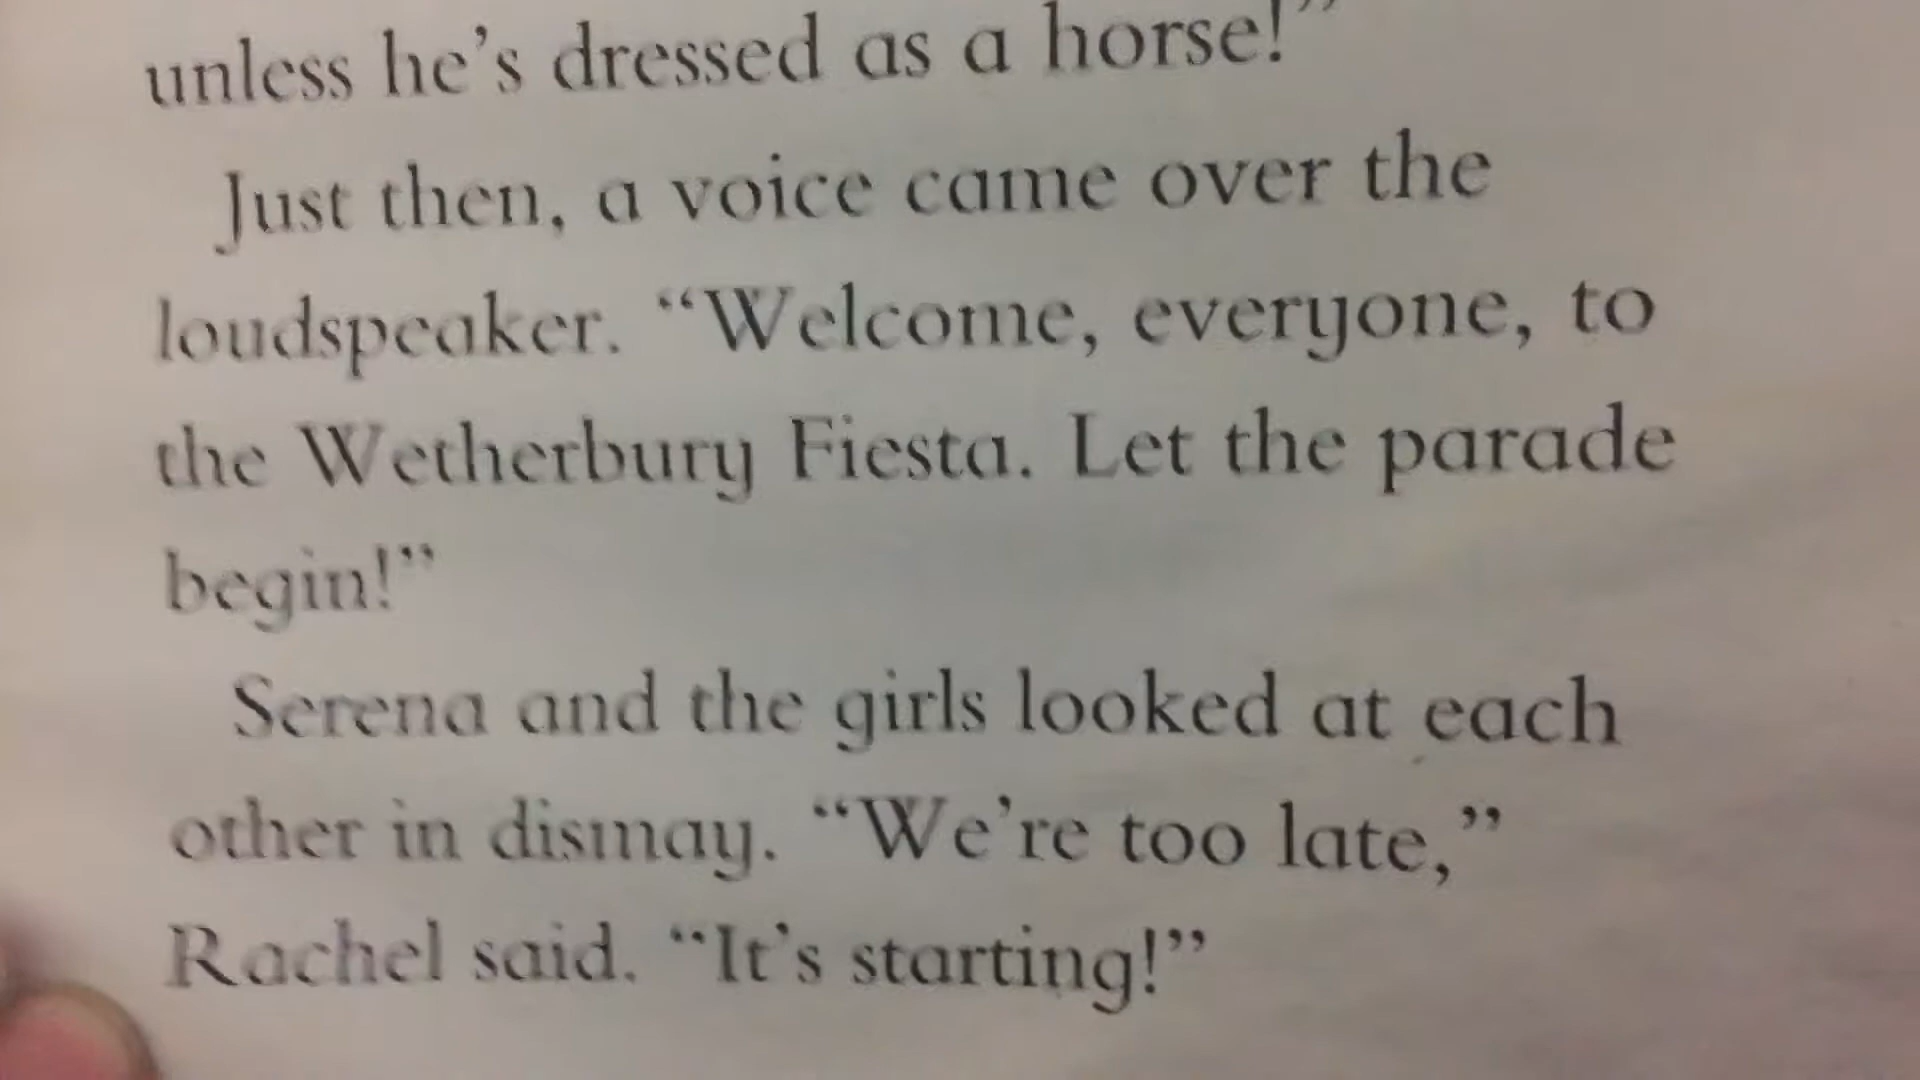 unless he's dressed as a horse!”
Just then, a voice came over the
loudspeaker. “Welcome, everyone, to
the Wetherbury Fiesta. Let the parade
begin!”
Serena and the girls looked at each
other in dismay. “We’re too late,”
Rachel said. “It’s starting!”